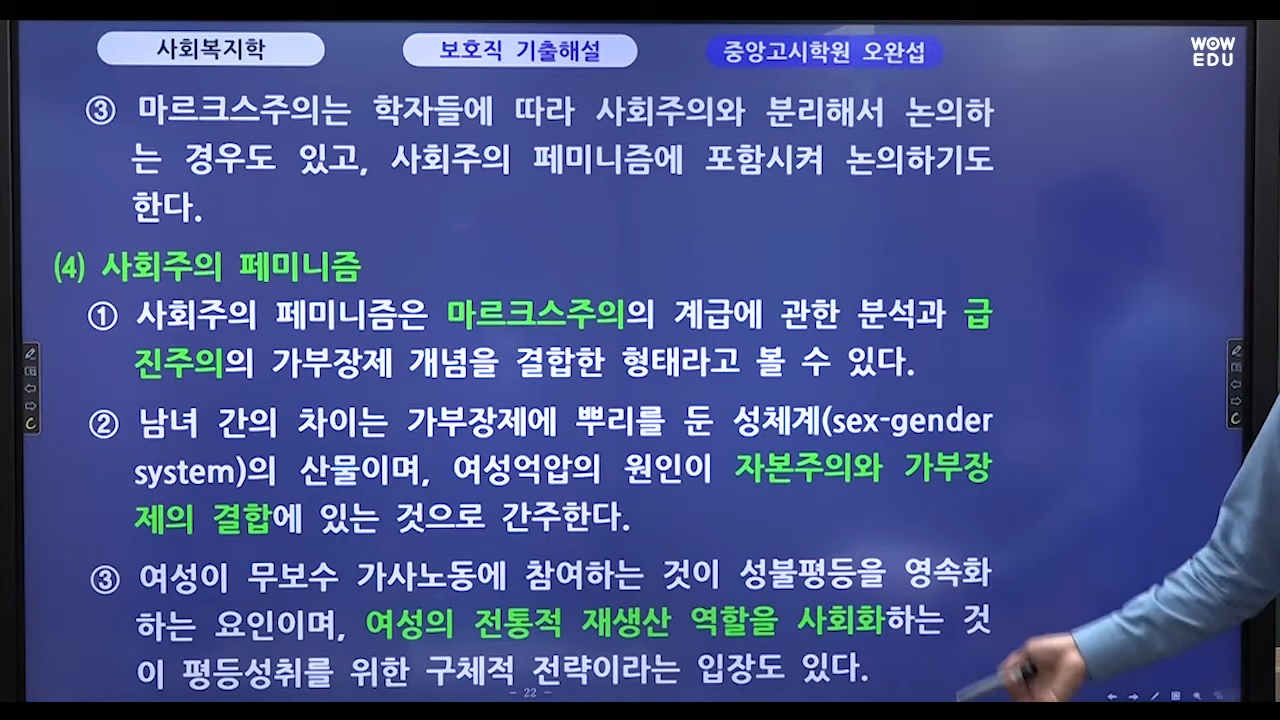 사회복지학
보호직 기출해설
중앙고시학원 오완섭
WOW
EDU
③ 마르크스주의는 학자들에 따라 사회주의와 분리해서 논의하
는 경우도 있고, 사회주의 페미니즘에 포함시켜 논의하기도
한다.
(4) 사회주의 페미니즘
① 사회주의 페미니즘은 마르크스주의의 계급에 관한 분석과 급
진주의의 가부장제 개념을 결합한 형태라고 볼 수 있다.
② 남녀 간의 차이는 가부장제에 뿌리를 둔 성체계(sex-gender
system)의 산물이며, 여성억압의 원인이 자본주의와 가부장
제의 결합에 있는 것으로 간주한다.
③ 여성이 무보수 가사노동에 참여하는 것이 성불평등을 영속화
하는 요인이며, 여성의 전통적 재생산 역할을 사회화하는 것
이 평등성취를 위한 구체적 전략이라는 입장도 있다.
- 22 -